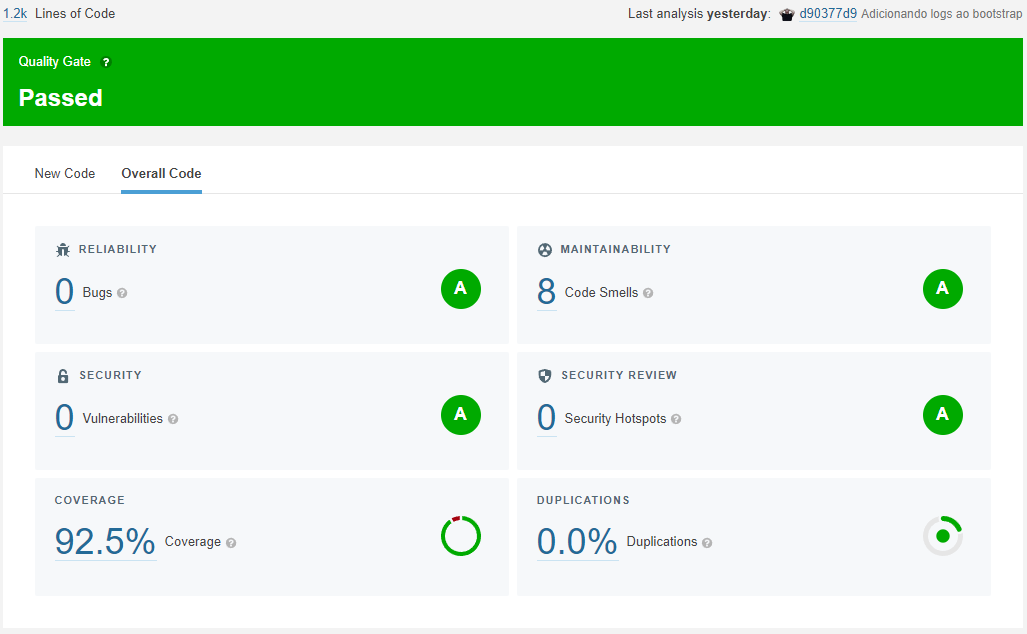 1.2k Lines of Code
Last analysis yesterday: d90377d9 Adicionando logs ao bootstrap
Quality Gate ?
Passed
New Code
Overall Code
RELIABILITY
0 Bugs ?
A
MAINTAINABILITY
8 Code Smells ?
A
SECURITY
0 Vulnerabilities ?
A
SECURITY REVIEW
0 Security Hotspots ?
A
COVERAGE
92.5% Coverage ?
DUPLICATIONS
0.0% Duplications ?